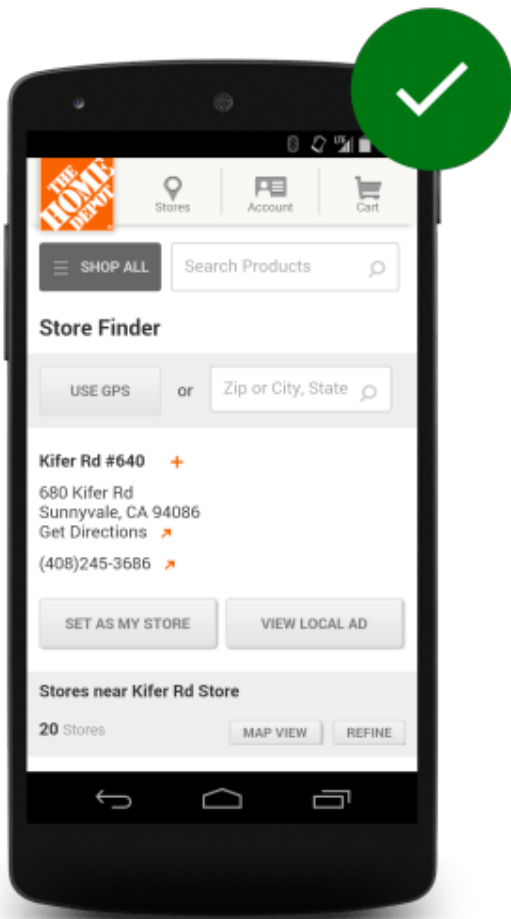 LTE
THE
HOME
DEPOT
Stores
Account
Cart
SHOP ALL
Search Products
Store Finder
USE GPS
or
Zip or City, State
Kifer Rd #640 +
680 Kifer Rd
Sunnyvale, CA 94086
Get Directions
(408)245-3686
SET AS MY STORE
VIEW LOCAL AD
Stores near Kifer Rd Store
20 Stores
MAP VIEW
REFINE